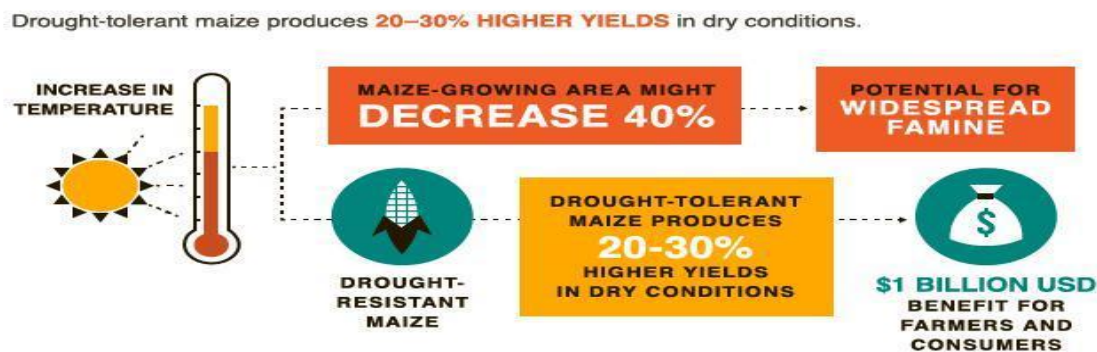 Drought-tolerant maize produces 20–30% HIGHER YIELDS in dry conditions.
INCREASE IN
TEMPERATURE
MAIZE-GROWING AREA MIGHT
DECREASE 40%
POTENTIAL FOR
WIDESPREAD
FAMINE
DROUGHT-
RESISTANT
MAIZE
DROUGHT-TOLERANT
MAIZE PRODUCES
20-30%
HIGHER YIELDS
IN DRY CONDITIONS
$
$1 BILLION USD
BENEFIT FOR
FARMERS AND
CONSUMERS